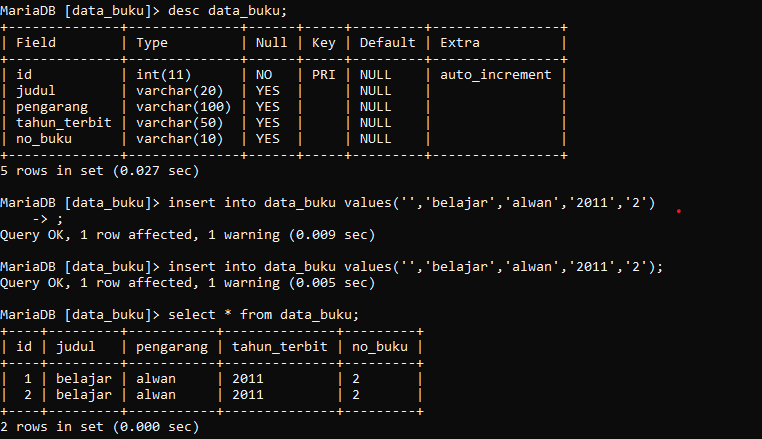 MariaDB [data_buku]> desc data_buku;
+--------------+--------------+------+-----+---------+----------------+
| Field        | Type         | Null | Key | Default | Extra          |
+--------------+--------------+------+-----+---------+----------------+
| id           | int(11)      | NO   | PRI | NULL    | auto_increment |
| judul        | varchar(20)  | YES  |     | NULL    |                |
| pengarang    | varchar(100) | YES  |     | NULL    |                |
| tahun_terbit | varchar(50)  | YES  |     | NULL    |                |
| no_buku      | varchar(10)  | YES  |     | NULL    |                |
+--------------+--------------+------+-----+---------+----------------+
5 rows in set (0.027 sec)
MariaDB [data_buku]> insert into data_buku values('','belajar','alwan','2011','2')
    -> ;
Query OK, 1 row affected, 1 warning (0.009 sec)
MariaDB [data_buku]> insert into data_buku values('','belajar','alwan','2011','2');
Query OK, 1 row affected, 1 warning (0.005 sec)
MariaDB [data_buku]> select * from data_buku;
+----+---------+-----------+--------------+---------+
| id | judul   | pengarang | tahun_terbit | no_buku |
+----+---------+-----------+--------------+---------+
|  1 | belajar | alwan     | 2011         | 2       |
|  2 | belajar | alwan     | 2011         | 2       |
+----+---------+-----------+--------------+---------+
2 rows in set (0.000 sec)